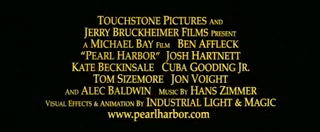 TOUCHSTONE PICTURES AND
JERRY BRUCKHEIMER FILMS PRESENT
A MICHAEL BAY FILM BEN AFFLECK
"PEARL HARBOR" JOSH HARTNETT
KATE BECKINSALE CUBA GOODING JR.
TOM SIZEMORE JON VOIGHT
AND ALEC BALDWIN MUSIC BY HANS ZIMMER
VISUAL EFFECTS & ANIMATION BY INDUSTRIAL LIGHT & MAGIC
www.pearlharbor.com